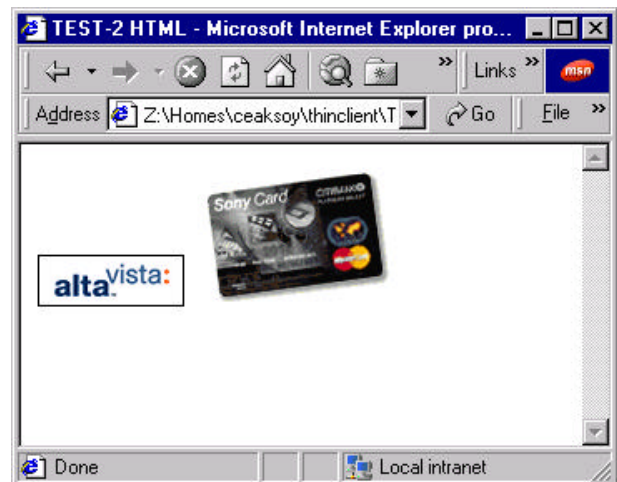 TEST-2 HTML - Microsoft Internet Explorer pro...
» Links » msn
Address Z:\Homes\ceaksoy\thinclient\T Go File »
Sony Card CITIBANK
MasterCard
altavista:
Done Local intranet